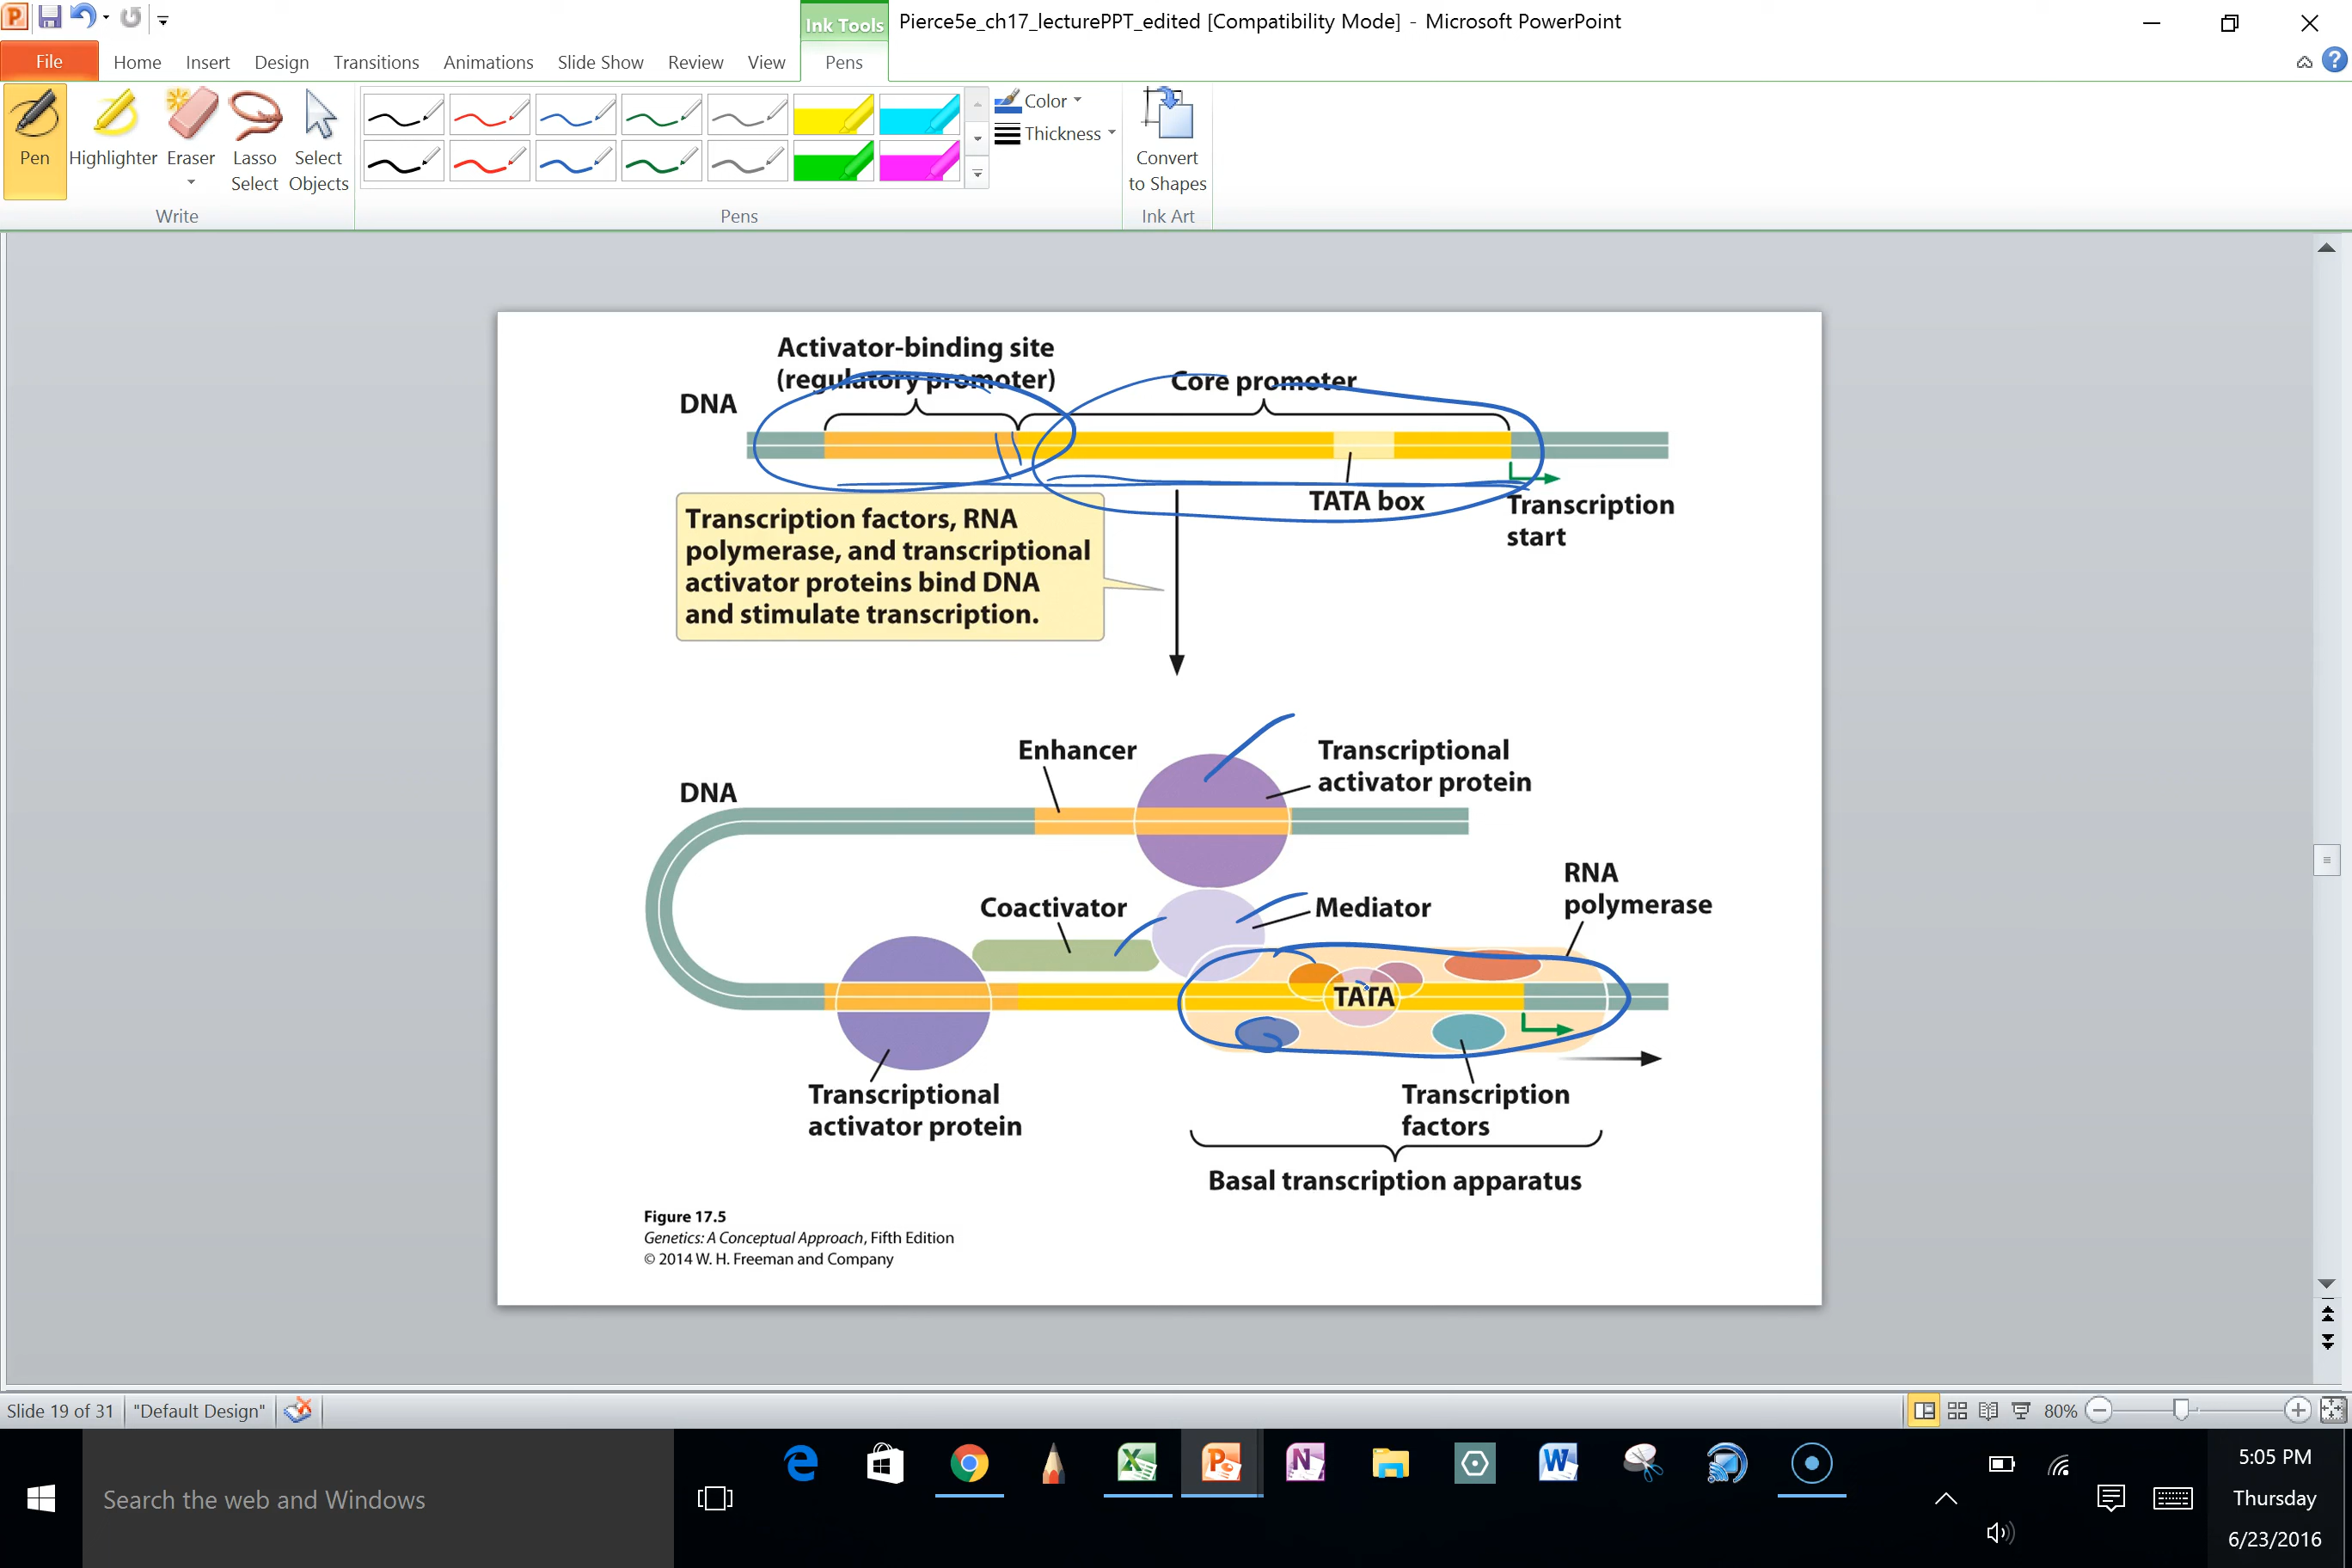 Ink Tools
Pierce5e_ch17_lecturePPT_edited [Compatibility Mode] - Microsoft PowerPoint
File Home Insert Design Transitions Animations Slide Show Review View Pens
Pen Highlighter Eraser Lasso Select Select Objects
Color
Thickness
Convert to Shapes
Write Pens Ink Art
Activator-binding site
(regulatory promoter)
Core promoter
DNA
TATA box
Transcription
start
Transcription factors, RNA
polymerase, and transcriptional
activator proteins bind DNA
and stimulate transcription.
Enhancer
Transcriptional
activator protein
DNA
RNA
polymerase
Coactivator
Mediator
TATA
Transcriptional
activator protein
Transcription
factors
Basal transcription apparatus
Figure 17.5
Genetics: A Conceptual Approach, Fifth Edition
© 2014 W. H. Freeman and Company
Slide 19 of 31 "Default Design" 80%
Search the web and Windows
5:05 PM
Thursday
6/23/2016